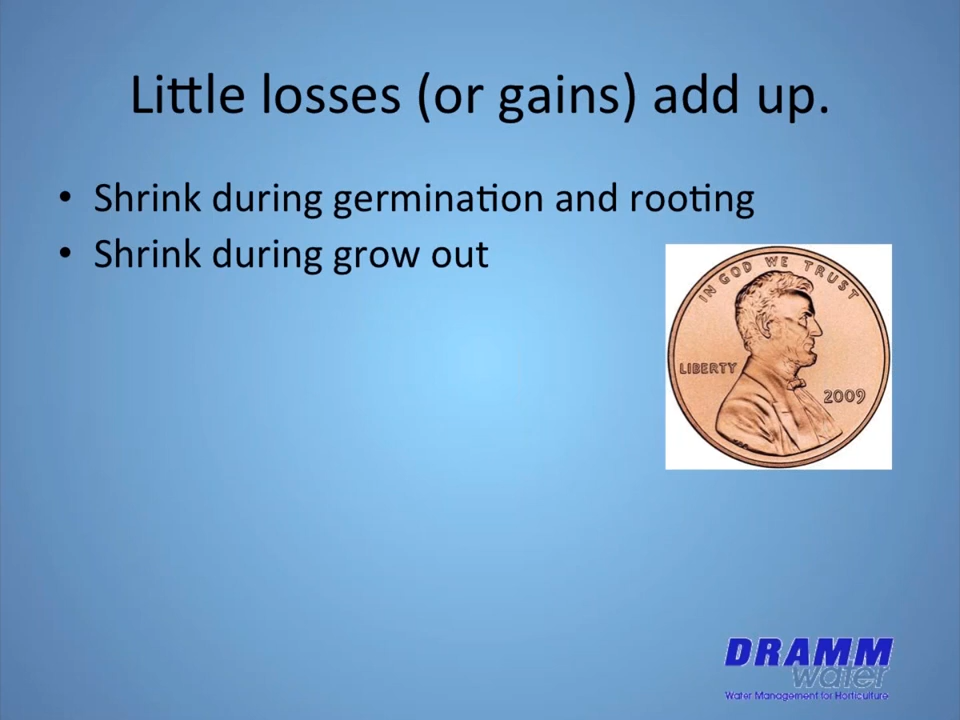 Little losses (or gains) add up.
• Shrink during germination and rooting
• Shrink during grow out
IN GOD WE TRUST
LIBERTY
2009
DRAMM
water
Water Management for Horticulture